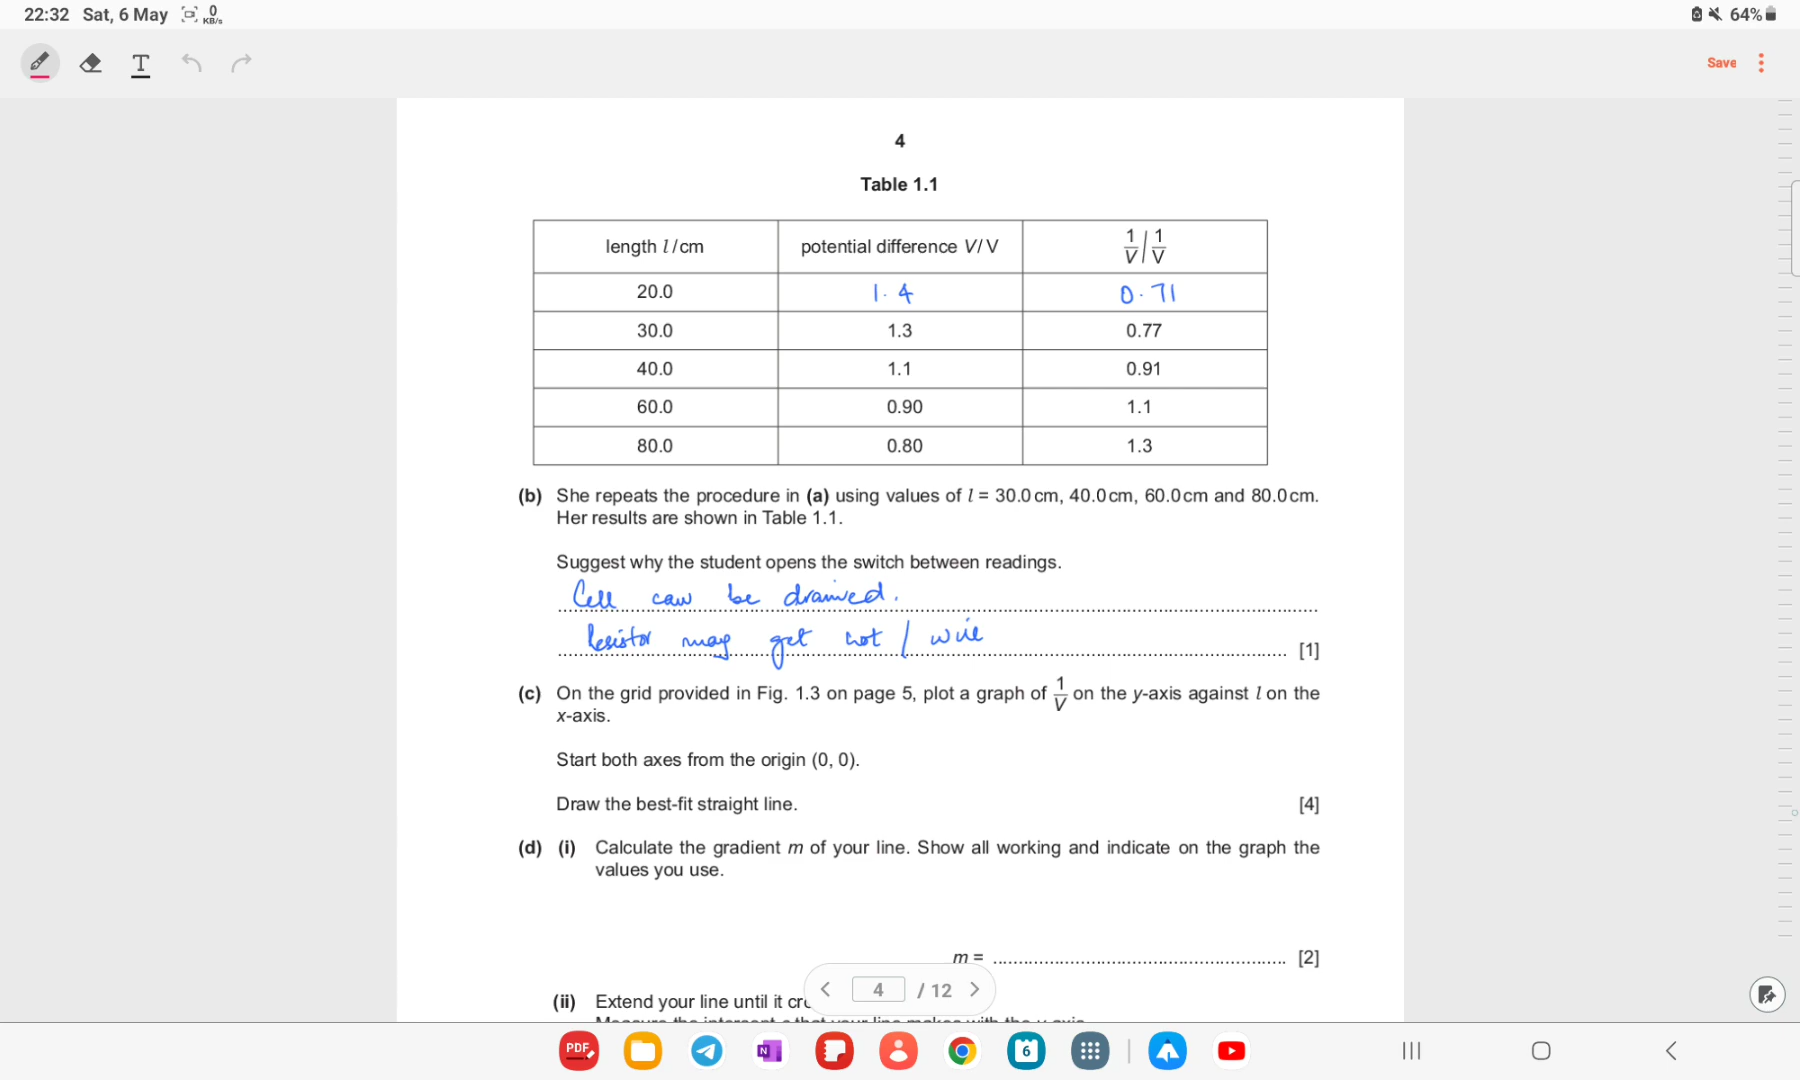 22:32 Sat, 6 May 0 KB/s 64%
T Save
4
Table 1.1
length l/cm potential difference V/V 1/V / 1/V
20.0 1.4 0.71
30.0 1.3 0.77
40.0 1.1 0.91
60.0 0.90 1.1
80.0 0.80 1.3
(b) She repeats the procedure in (a) using values of l = 30.0 cm, 40.0 cm, 60.0 cm and 80.0 cm.
Her results are shown in Table 1.1.
Suggest why the student opens the switch between readings.
Cell can be drained.
Resistor may get hot / wire
[1]
(c) On the grid provided in Fig. 1.3 on page 5, plot a graph of 1/V on the y-axis against l on the
x-axis.
Start both axes from the origin (0, 0).
Draw the best-fit straight line. [4]
(d) (i) Calculate the gradient m of your line. Show all working and indicate on the graph the
values you use.
m = [2]
4 / 12
(ii) Extend your line until it cro
PDF N 6